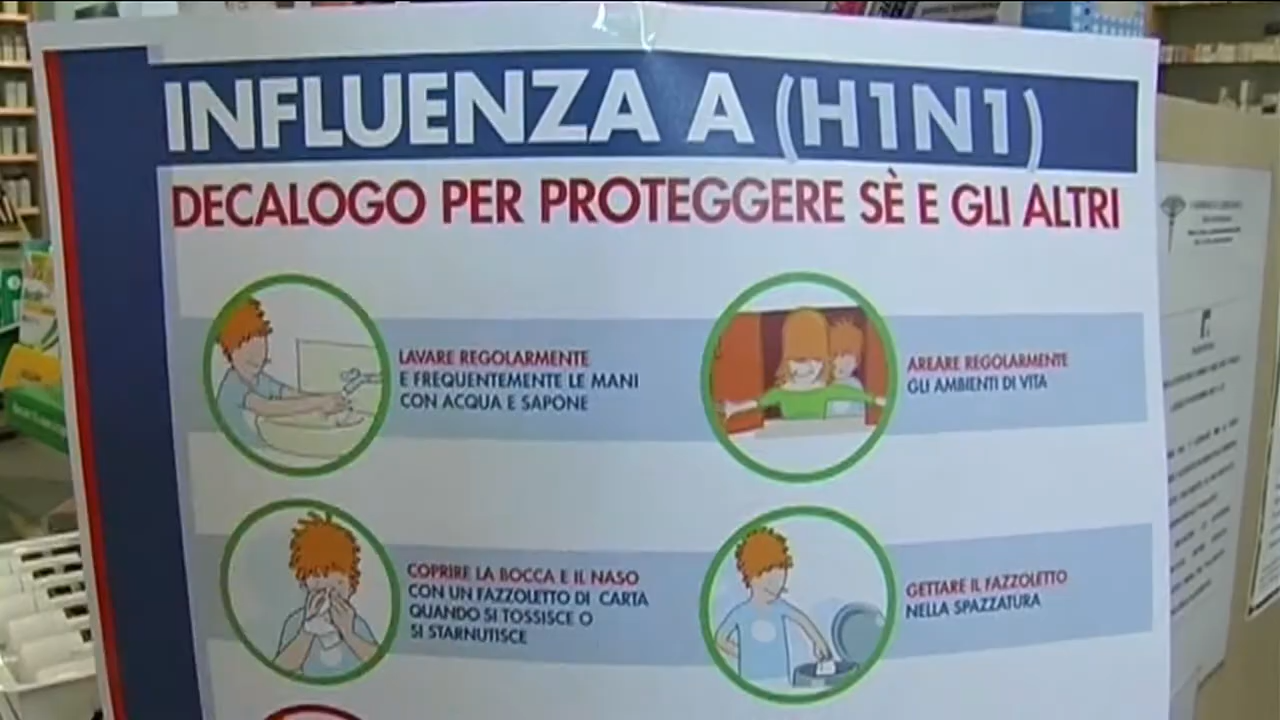 INFLUENZA A (H1N1)
DECALOGO PER PROTEGGERE SÈ E GLI ALTRI
LAVARE REGOLARMENTE
E FREQUENTEMENTE LE MANI
CON ACQUA E SAPONE
AREARE REGOLARMENTE
GLI AMBIENTI DI VITA
COPRIRE LA BOCCA E IL NASO
CON UN FAZZOLETTO DI CARTA
QUANDO SI TOSSISCE O
SI STARNUTISCE
GETTARE IL FAZZOLETTO
NELLA SPAZZATURA